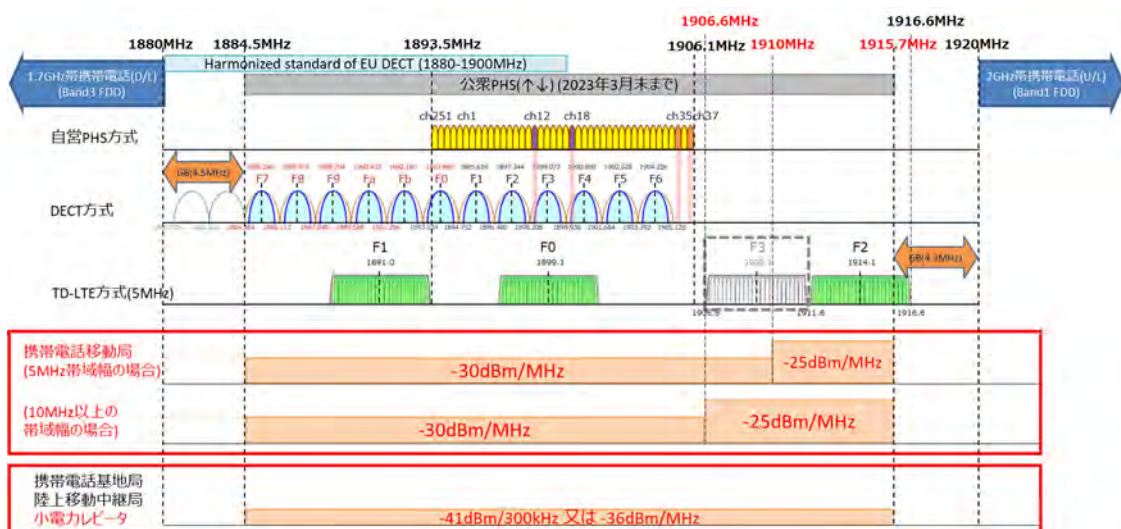 1906.6MHz
1916.6MHz
1880MHz
1884.5MHz
1893.5MHz
1906.1MHz
1910MHz
1915.7MHz
1920MHz
Harmonized standard of EU DECT (1880-1900MHz)
1.7GHz帯携帯電話(D/L)
(Band3 FDD)
公衆PHS(↑↓) (2023年3月末まで)
2GHz帯携帯電話(U/L)
(Band1 FDD)
ch251 ch1 ch12 ch18 ch35 ch37
自営PHS方式
GB(4.5MHz)
F7 F8 F9 Fa Fb F0 F1 F2 F3 F4 F5 F6
DECT方式
F1 F0 F3 F2
1891.0 1899.1 1914.1
GB(4.3MHz)
TD-LTE方式(5MHz)
1911.6 1916.6
携帯電話移動局
(5MHz帯域幅の場合)
-30dBm/MHz
-25dBm/MHz
(10MHz以上の
帯域幅の場合)
-30dBm/MHz
-25dBm/MHz
携帯電話基地局
陸上移動中継局
小電力レピータ
-41dBm/300kHz 又は -36dBm/MHz